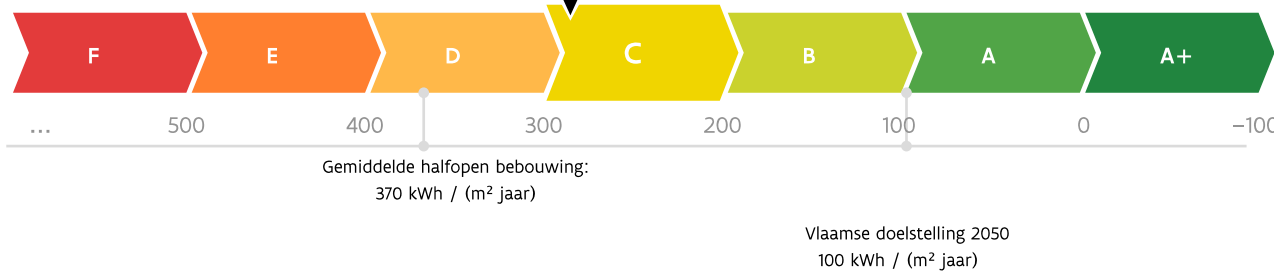 F E D C B A A+
... 500 400 300 200 100 0 −100
Gemiddelde halfopen bebouwing:
370 kWh / (m² jaar)
Vlaamse doelstelling 2050
100 kWh / (m² jaar)